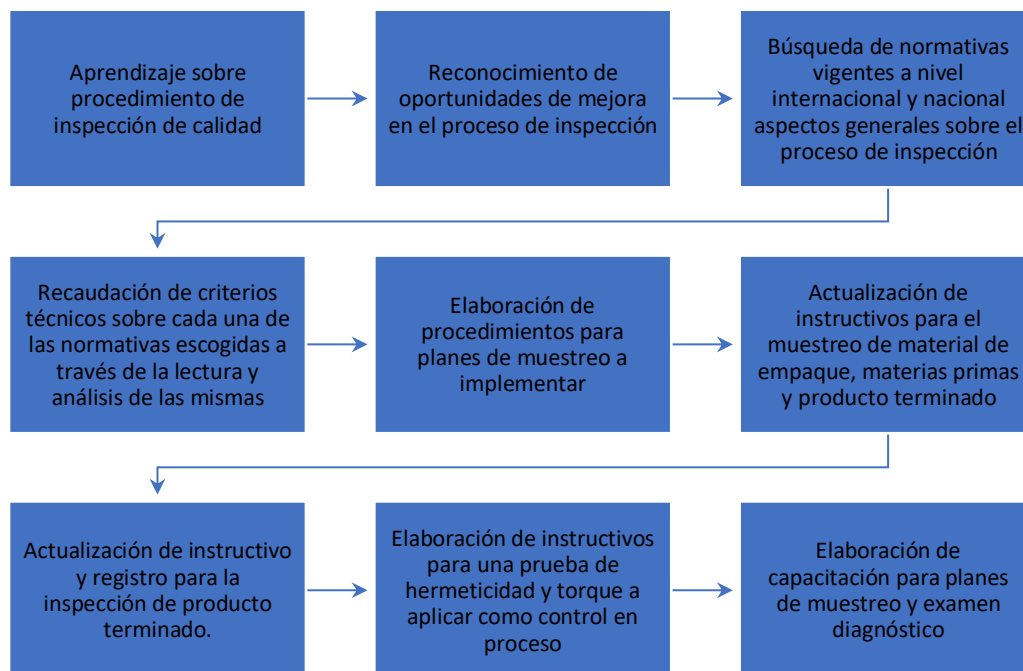 Aprendizaje sobre
procedimiento de
inspección de calidad
Reconocimiento de
oportunidades de mejora
en el proceso de inspección
Búsqueda de normativas
vigentes a nivel
internacional y nacional
aspectos generales sobre el
proceso de inspección
Recaudación de criterios
técnicos sobre cada una de
las normativas escogidas a
través de la lectura y
análisis de las mismas
Elaboración de
procedimientos para
planes de muestreo a
implementar
Actualización de
instructivos para el
muestreo de material de
empaque, materias primas
y producto terminado
Actualización de instructivo
y registro para la
inspección de producto
terminado.
Elaboración de instructivos
para una prueba de
hermeticidad y torque a
aplicar como control en
proceso
Elaboración de
capacitación para planes
de muestreo y examen
diagnóstico